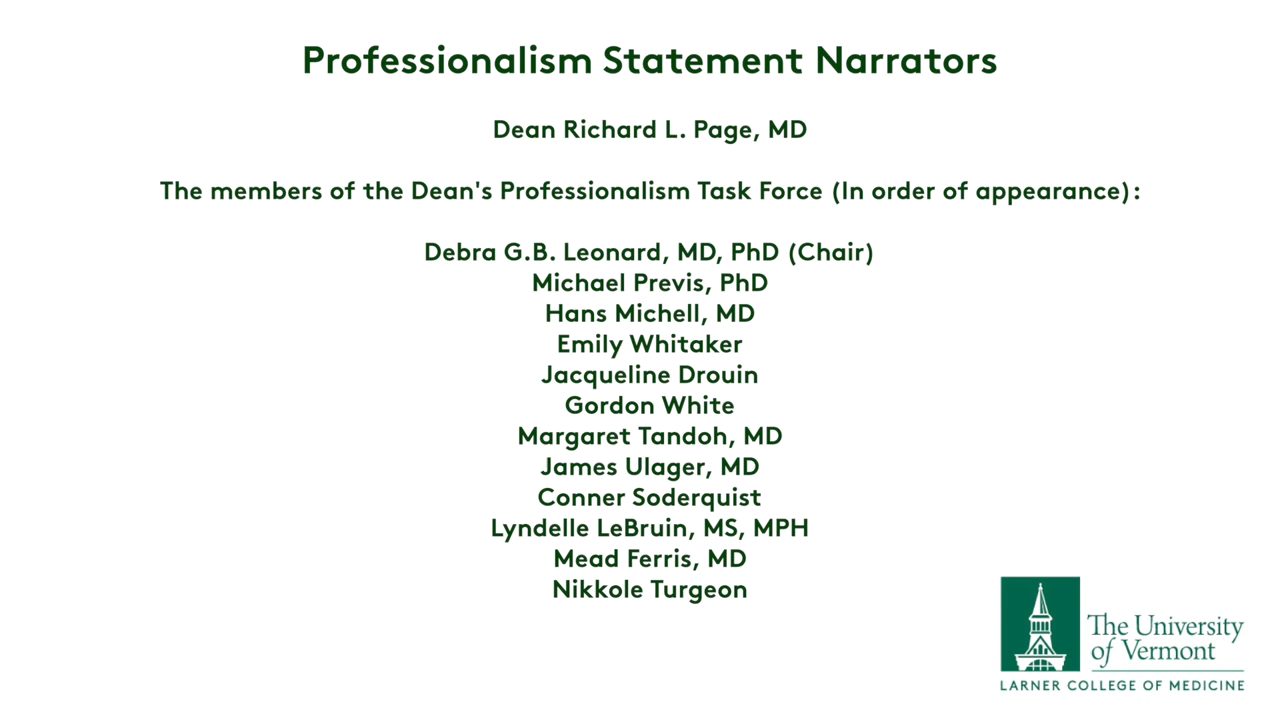 Professionalism Statement Narrators
Dean Richard L. Page, MD
The members of the Dean's Professionalism Task Force (In order of appearance):
Debra G.B. Leonard, MD, PhD (Chair)
Michael Previs, PhD
Hans Michell, MD
Emily Whitaker
Jacqueline Drouin
Gordon White
Margaret Tandoh, MD
James Ulager, MD
Conner Soderquist
Lyndelle LeBruin, MS, MPH
Mead Ferris, MD
Nikkole Turgeon
The University
of Vermont
LARNER COLLEGE OF MEDICINE